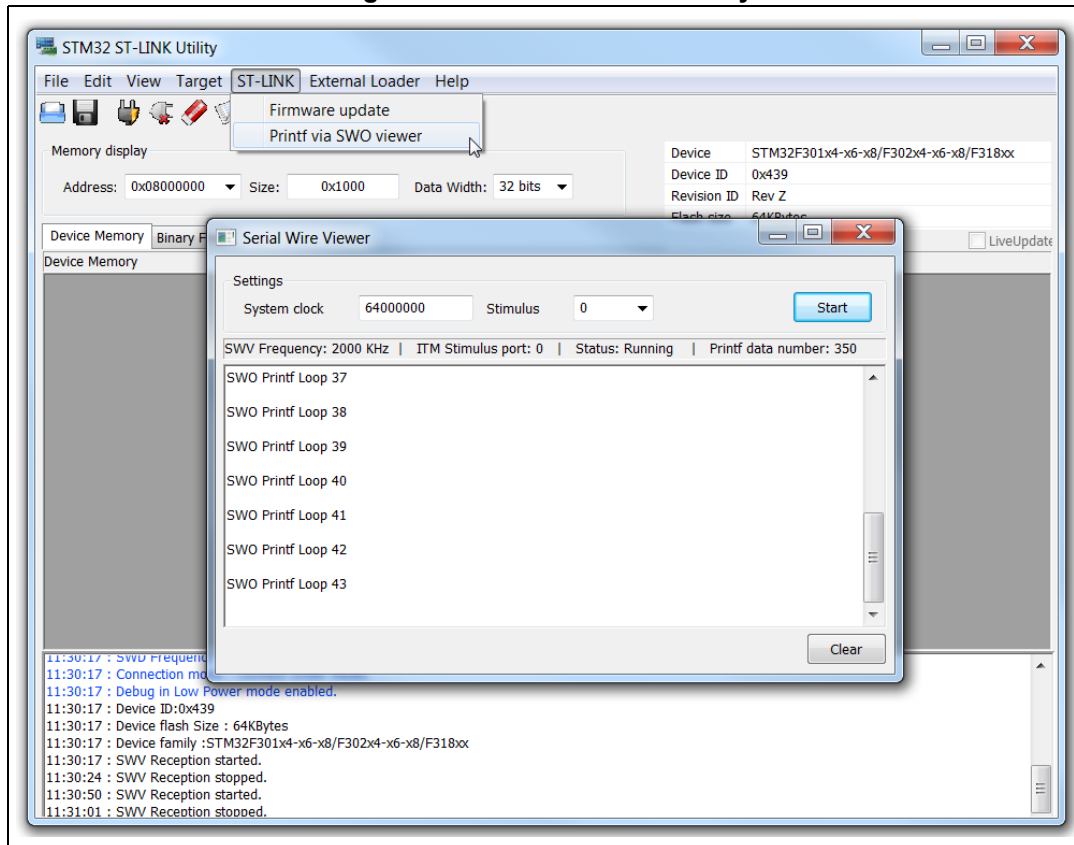 STM32 ST-LINK Utility
File Edit View Target ST-LINK External Loader Help
Firmware update
Printf via SWO viewer
Memory display
Address: 0x08000000 Size: 0x1000 Data Width: 32 bits
Device STM32F301x4-x6-x8/F302x4-x6-x8/F318xx
Device ID 0x439
Revision ID Rev Z
Flash size 64KBytes
Device Memory Binary F
LiveUpdate
Device Memory
Serial Wire Viewer
Settings
System clock 64000000 Stimulus 0 Start
SWV Frequency: 2000 KHz | ITM Stimulus port: 0 | Status: Running | Printf data number: 350
SWO Printf Loop 37
SWO Printf Loop 38
SWO Printf Loop 39
SWO Printf Loop 40
SWO Printf Loop 41
SWO Printf Loop 42
SWO Printf Loop 43
Clear
11:30:17 : SWD Frequenc
11:30:17 : Connection mo
11:30:17 : Debug in Low Power mode enabled.
11:30:17 : Device ID:0x439
11:30:17 : Device flash Size : 64KBytes
11:30:17 : Device family :STM32F301x4-x6-x8/F302x4-x6-x8/F318xx
11:30:17 : SWV Reception started.
11:30:24 : SWV Reception stopped.
11:30:50 : SWV Reception started.
11:31:01 : SWV Reception stopped.